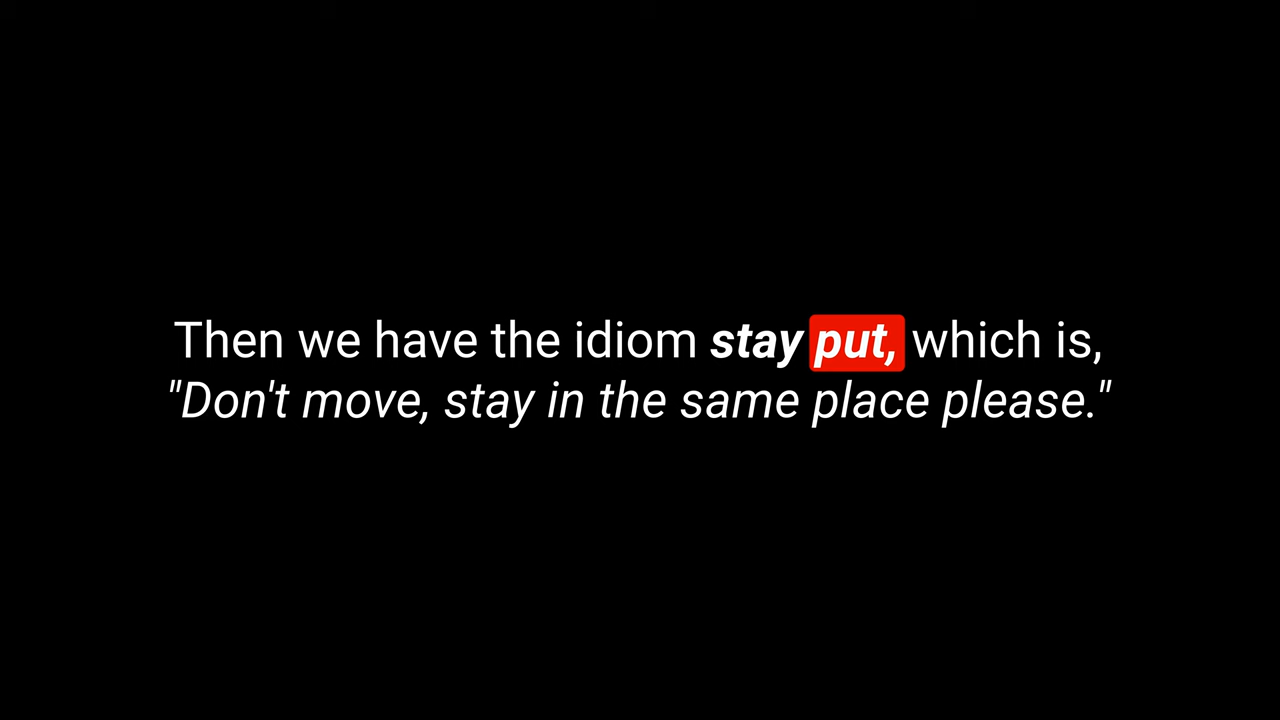 Then we have the idiom stay put, which is,
"Don't move, stay in the same place please."